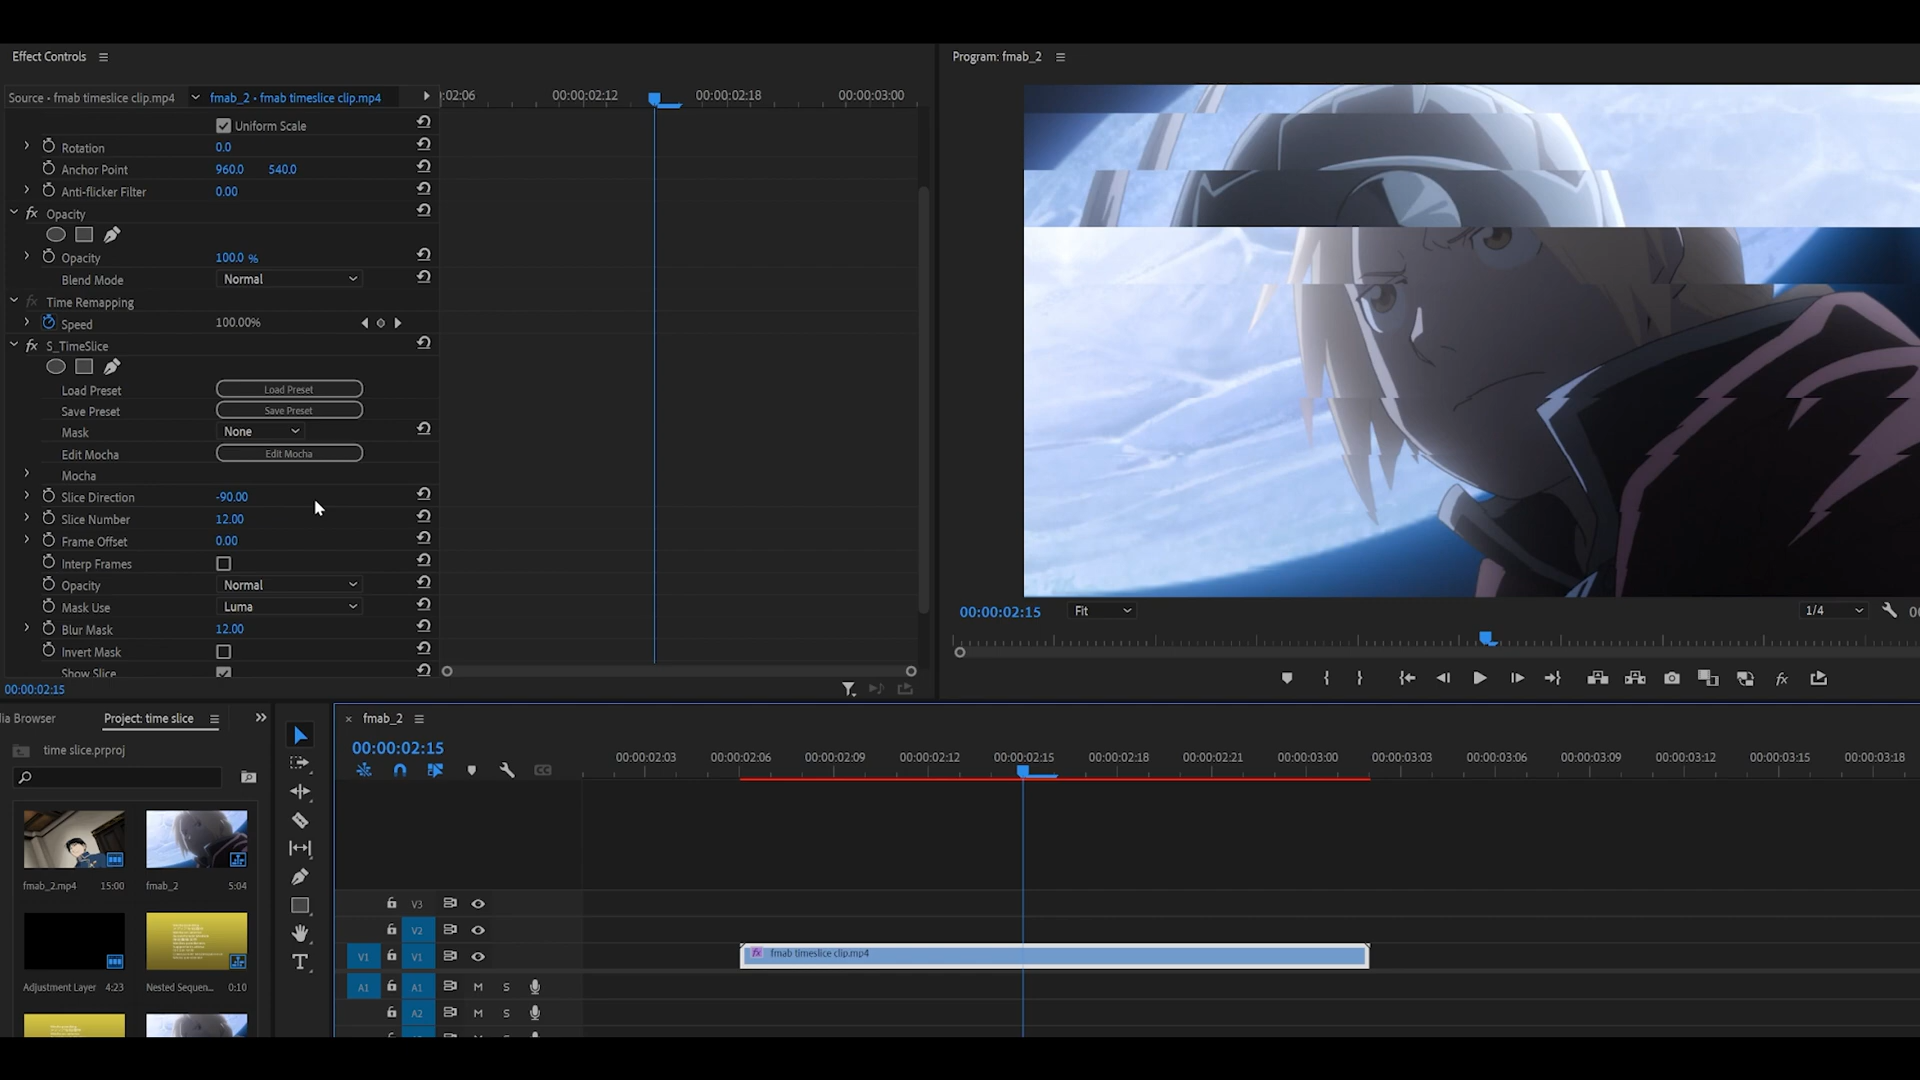 Effect Controls
Source • fmab timeslice clip.mp4
fmab_2 • fmab timeslice clip.mp4
:02:06
00:00:02:12
00:00:02:18
00:00:03:00
Uniform Scale
Rotation 0.0
Anchor Point 960.0 540.0
Anti-flicker Filter 0.00
fx Opacity
Opacity 100.0 %
Blend Mode Normal
fx Time Remapping
Speed 100.00%
fx S_TimeSlice
Load Preset Load Preset
Save Preset Save Preset
Mask None
Edit Mocha Edit Mocha
Mocha
Slice Direction -90.00
Slice Number 12.00
Frame Offset 0.00
Interp Frames
Opacity Normal
Mask Use Luma
Blur Mask 12.00
Invert Mask
Show Slice
00:00:02:15
Program: fmab_2
00:00:02:15
Fit
1/4
fx
ia Browser
Project: time slice
time slice.prproj
fmab_2.mp4 15:00
fmab_2 5:04
Adjustment Layer 4:23
Nested Sequen... 0:10
fmab_2
00:00:02:15
00:00:02:03
00:00:02:06
00:00:02:09
00:00:02:12
00:00:02:15
00:00:02:18
00:00:02:21
00:00:03:00
00:00:03:03
00:00:03:06
00:00:03:09
00:00:03:12
00:00:03:15
00:00:03:18
V3
V2
V1 V1
fx fmab timeslice clip.mp4
A1 A1 M S
A2 M S